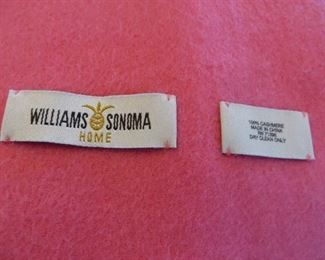 WILLIAMS SONOMA
HOME
100% CASHMERE
MADE IN CHINA
DRY CLEAN ONLY